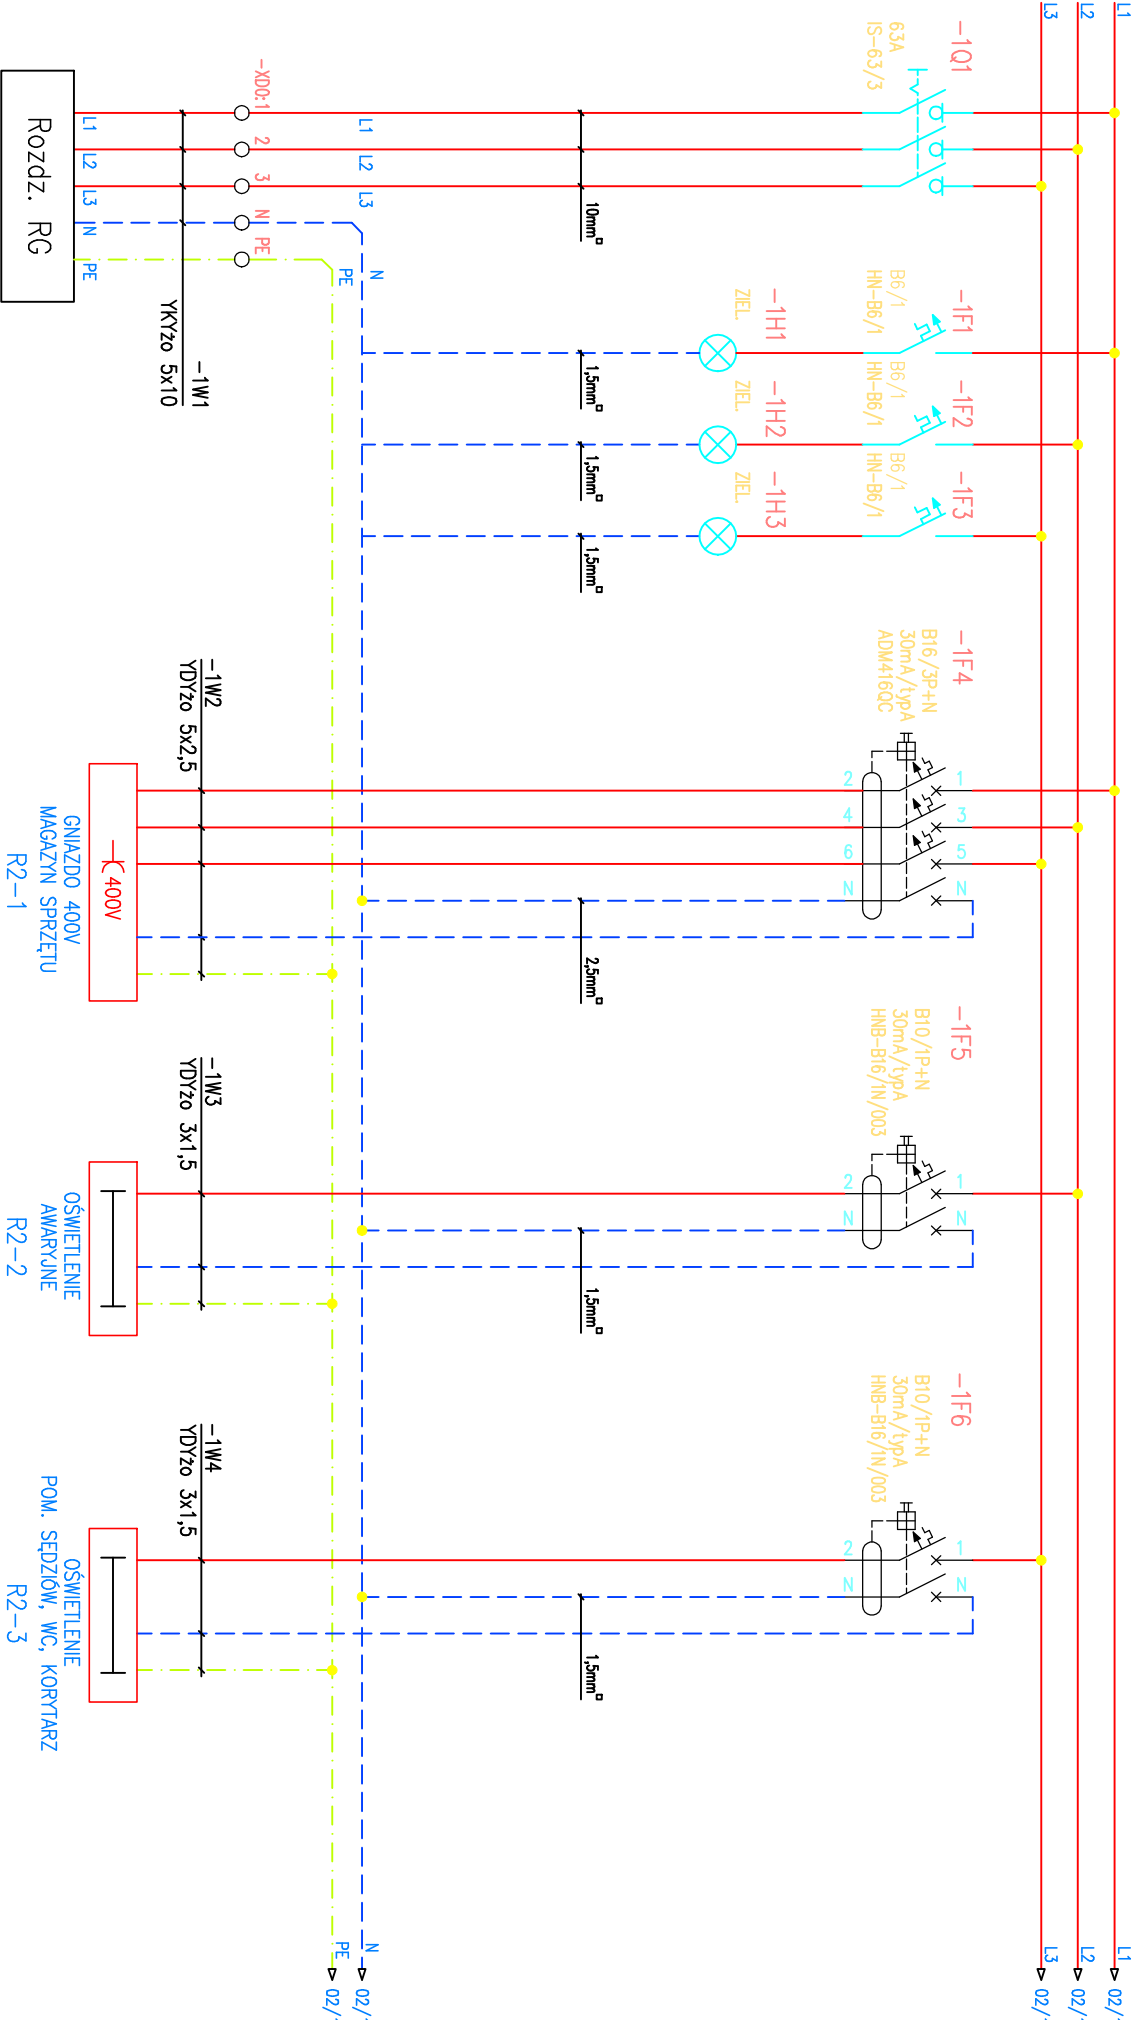 L1
L2
L3
-1Q1
63A
IS-63/3
10mm²
L1
L2
L3
-XD0:1
2
3
N
PE
L1
L2
L3
N
PE
-1W1
YKYżo 5x10
Rozdz. RG
N
PE
-1F1
B6/1
HN-B6/1
-1H1
ZIEL.
1,5mm²
-1F2
B6/1
HN-B6/1
-1H2
ZIEL.
1,5mm²
-1F3
B6/1
HN-B6/1
-1H3
ZIEL.
1,5mm²
-1F4
B16/3P+N
30mA/typA
ADM416QC
1
3
5
N
2
4
6
N
2,5mm²
-1W2
YDYżo 5x2,5
400V
GNIAZDO 400V
MAGAZYN SPRZĘTU
R2-1
-1F5
B10/1P+N
30mA/typA
HNB-B16/1N/003
1
N
2
N
1,5mm²
-1W3
YDYżo 3x1,5
OŚWIETLENIE
AWARYJNE
R2-2
-1F6
B10/1P+N
30mA/typA
HNB-B16/1N/003
1
N
2
N
1,5mm²
-1W4
YDYżo 3x1,5
OŚWIETLENIE
POM. SĘDZIÓW, WC, KORYTARZ
R2-3
L1
L2
L3
N
PE
02/
02/
02/
02/
02/